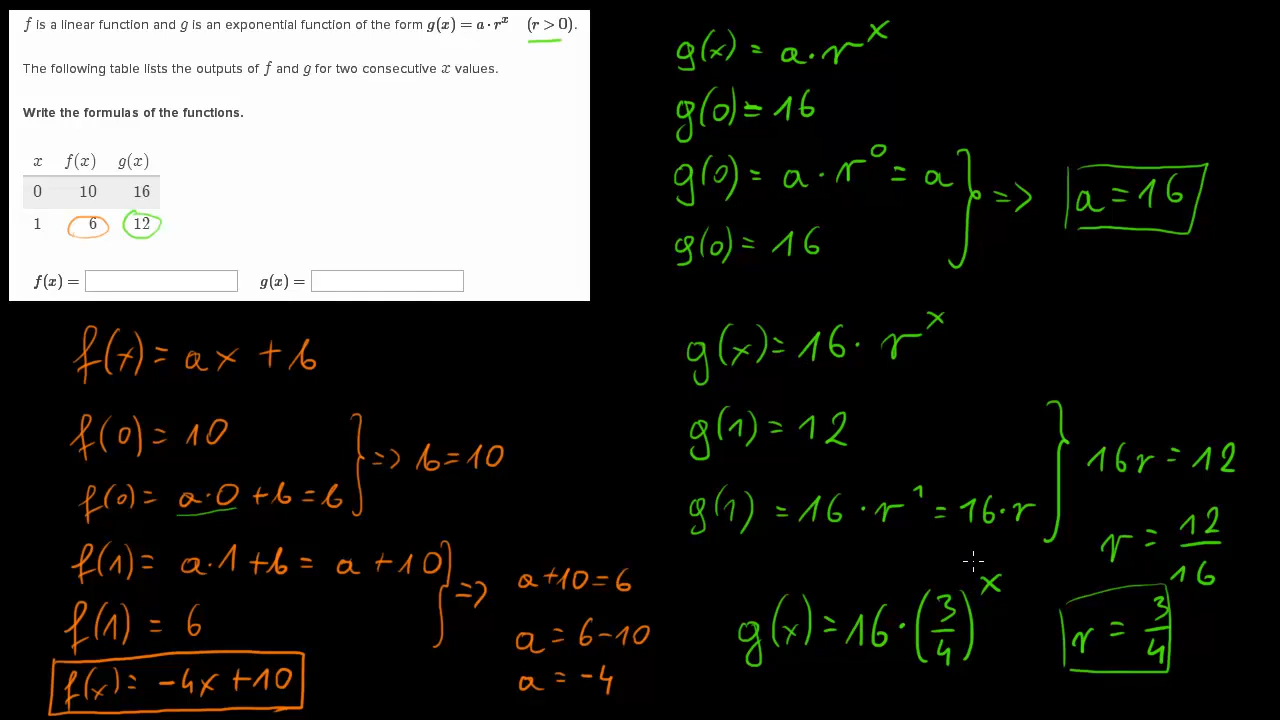 f is a linear function and g is an exponential function of the form g(x) = a · r^x (r > 0).
The following table lists the outputs of f and g for two consecutive x values.
Write the formulas of the functions.
x f(x) g(x)
0 10 16
1 6 12
f(x) = g(x) =
f(x) = ax + b
f(0) = 10
f(0) = a·0 + b = b
=> b = 10
f(1) = a·1 + b = a + 10
f(1) = 6
=> a + 10 = 6
a = 6 - 10
a = -4
f(x) = -4x + 10
g(x) = a·r^x
g(0) = 16
g(0) = a · r^0 = a
g(0) = 16
=> a = 16
g(x) = 16 · r^x
g(1) = 12
g(1) = 16 · r^1 = 16 · r
16r = 12
r = 12/16
r = 3/4
g(x) = 16 · (3/4)^x